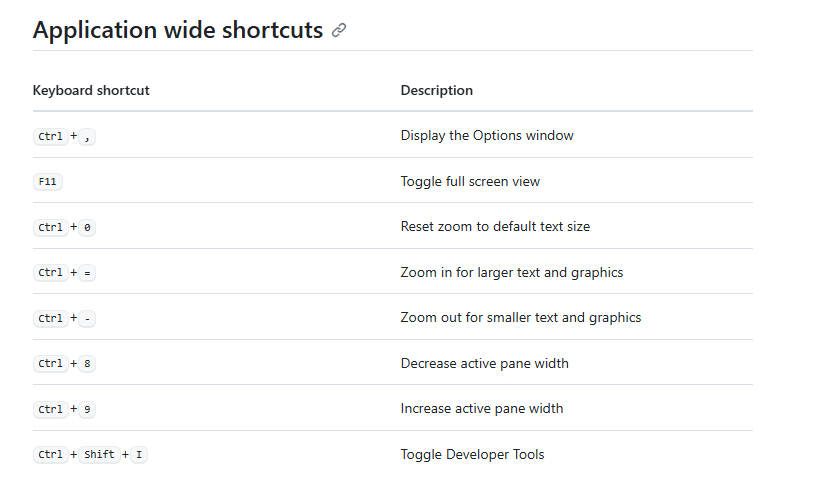 Application wide shortcuts
Keyboard shortcut Description
Ctrl + , Display the Options window
F11 Toggle full screen view
Ctrl + 0 Reset zoom to default text size
Ctrl + = Zoom in for larger text and graphics
Ctrl + - Zoom out for smaller text and graphics
Ctrl + 8 Decrease active pane width
Ctrl + 9 Increase active pane width
Ctrl + Shift + I Toggle Developer Tools